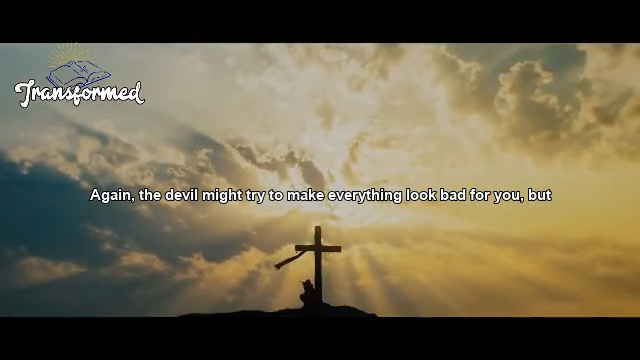 Transformed
Again, the devil might try to make everything look bad for you, but